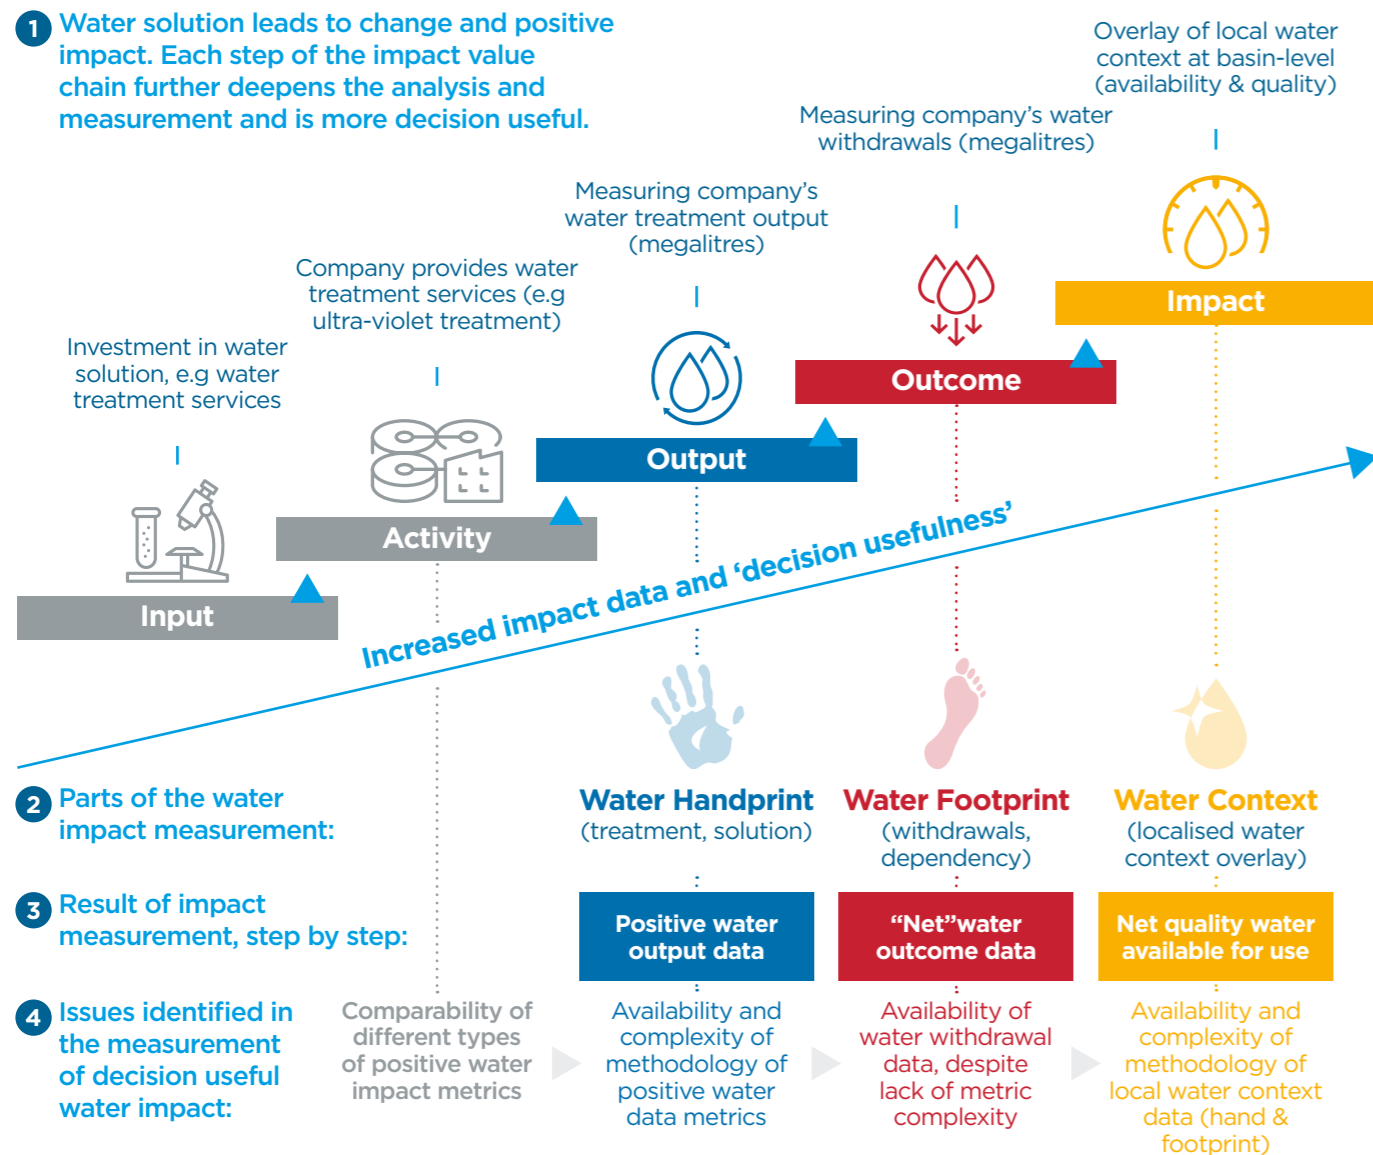 1 Water solution leads to change and positive
impact. Each step of the impact value
chain further deepens the analysis and
measurement and is more decision useful.
Overlay of local water
context at basin-level
(availability & quality)
Measuring company's water
withdrawals (megalitres)
Measuring company's
water treatment output
(megalitres)
Company provides water
treatment services (e.g
ultra-violet treatment)
Investment in water
solution, e.g water
treatment services
Impact
Outcome
Output
Activity
Input
Increased impact data and ‘decision usefulness’
2 Parts of the water
impact measurement:
Water Handprint
(treatment, solution)
Water Footprint
(withdrawals,
dependency)
Water Context
(localised water
context overlay)
3 Result of impact
measurement, step by step:
Positive water
output data
“Net”water
outcome data
Net quality water
available for use
4 Issues identified in
the measurement
of decision useful
water impact:
Comparability of
different types
of positive water
impact metrics
Availability and
complexity of
methodology of
positive water
data metrics
Availability of
water withdrawal
data, despite
lack of metric
complexity
Availability and
complexity of
methodology of
local water context
data (hand &
footprint)